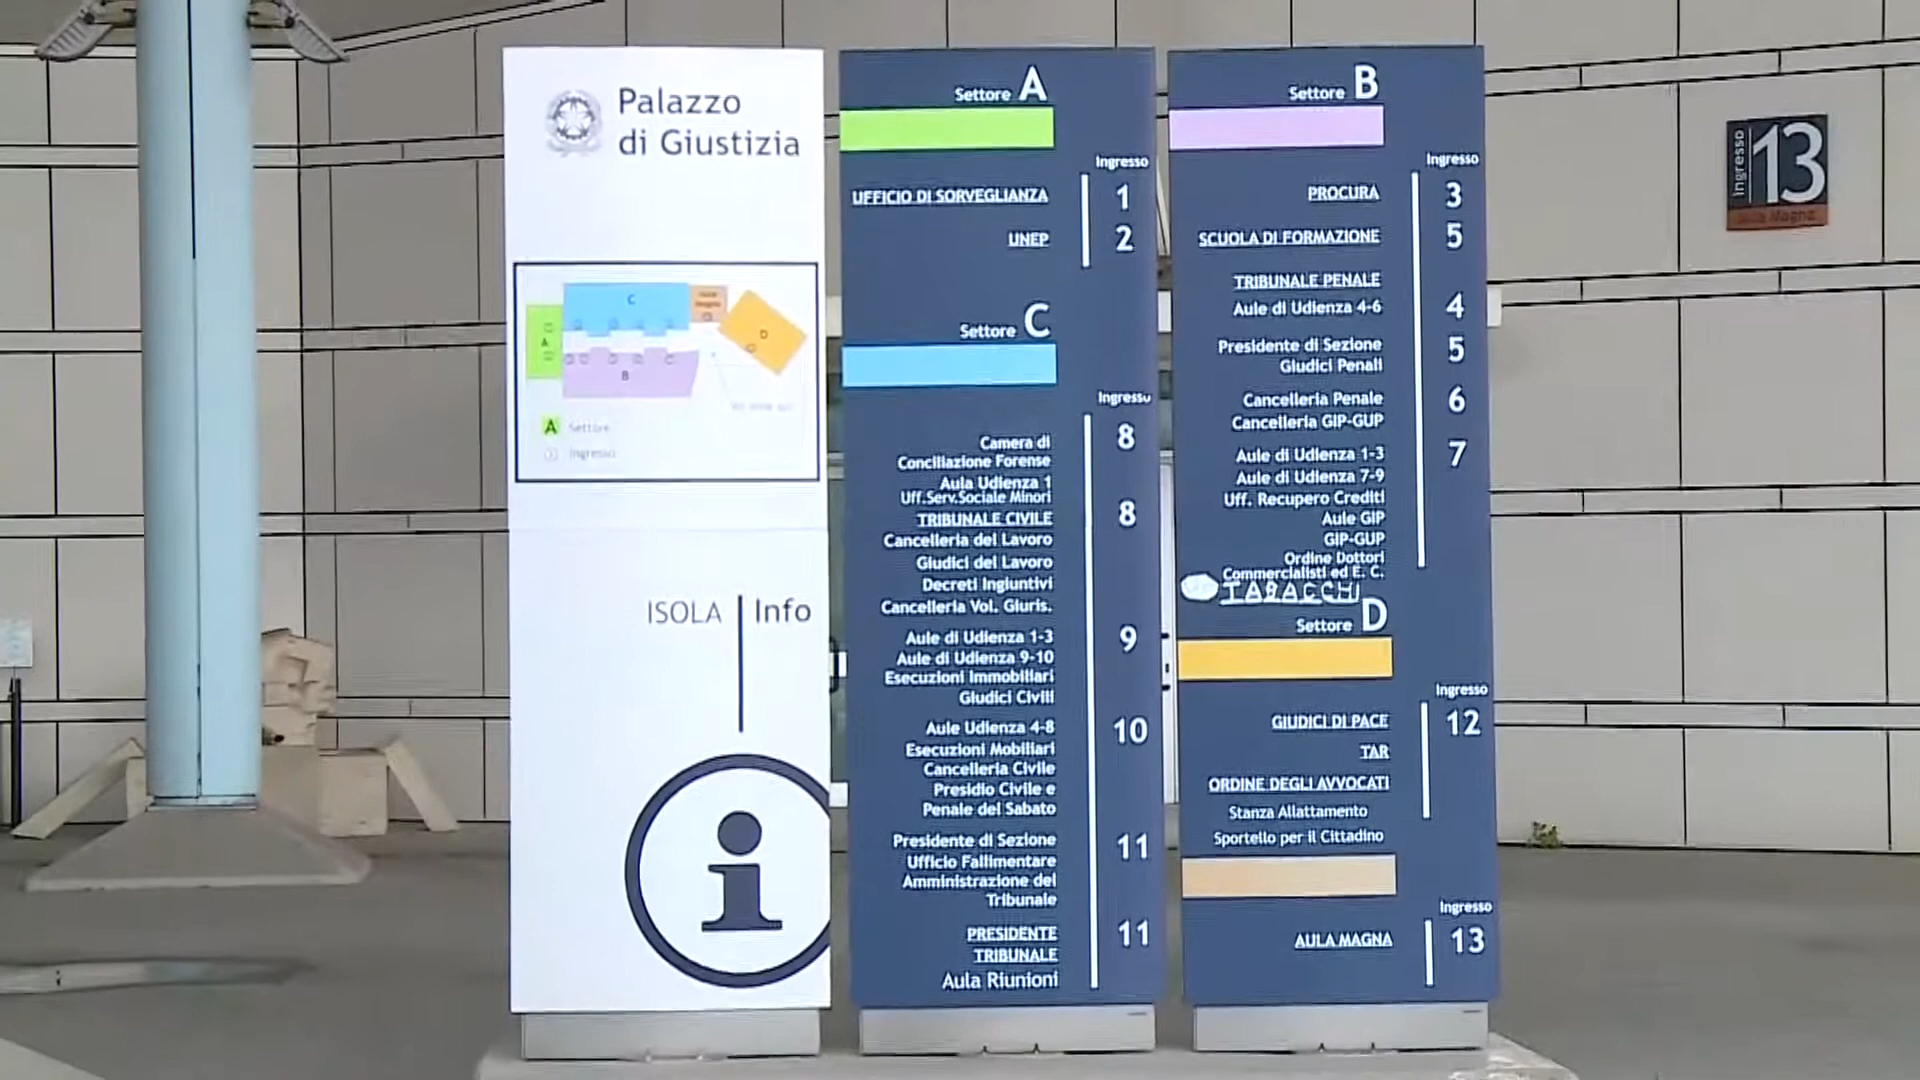 Palazzo
di Giustizia
C
A
B
D
A Settore
Ingresso
ISOLA Info
Settore A
Ingresso
UFFICIO DI SORVEGLIANZA 1
UNEP 2
Settore C
Ingresso
Camera di 8
Conciliazione Forense
Aula Udienza 1
Uff.Serv.Sociale Minori
TRIBUNALE CIVILE 8
Cancelleria del Lavoro
Giudici del Lavoro
Decreti Ingiuntivi
Cancelleria Vol. Giuris.
Aule di Udienza 1-3 9
Aule di Udienza 9-10
Esecuzioni Immobiliari
Giudici Civili
Aule Udienza 4-8 10
Esecuzioni Mobiliari
Cancelleria Civile
Presidio Civile e
Penale del Sabato
Presidente di Sezione 11
Ufficio Fallimentare
Amministrazione del
Tribunale
PRESIDENTE 11
TRIBUNALE
Aula Riunioni
Settore B
Ingresso
PROCURA 3
SCUOLA DI FORMAZIONE 5
TRIBUNALE PENALE
Aule di Udienza 4-6 4
Presidente di Sezione 5
Giudici Penali
Cancelleria Penale 6
Cancelleria GIP-GUP
Aule di Udienza 1-3 7
Aule di Udienza 7-9
Uff. Recupero Crediti
Aule GIP
GIP-GUP
Ordine Dottori
Commercialisti ed E. C.
TABACCHI
Settore D
Ingresso
GIUDICI DI PACE 12
TAR
ORDINE DEGLI AVVOCATI
Stanza Allattamento
Sportello per il Cittadino
Ingresso
AULA MAGNA 13
Ingresso 13
Aula Magna